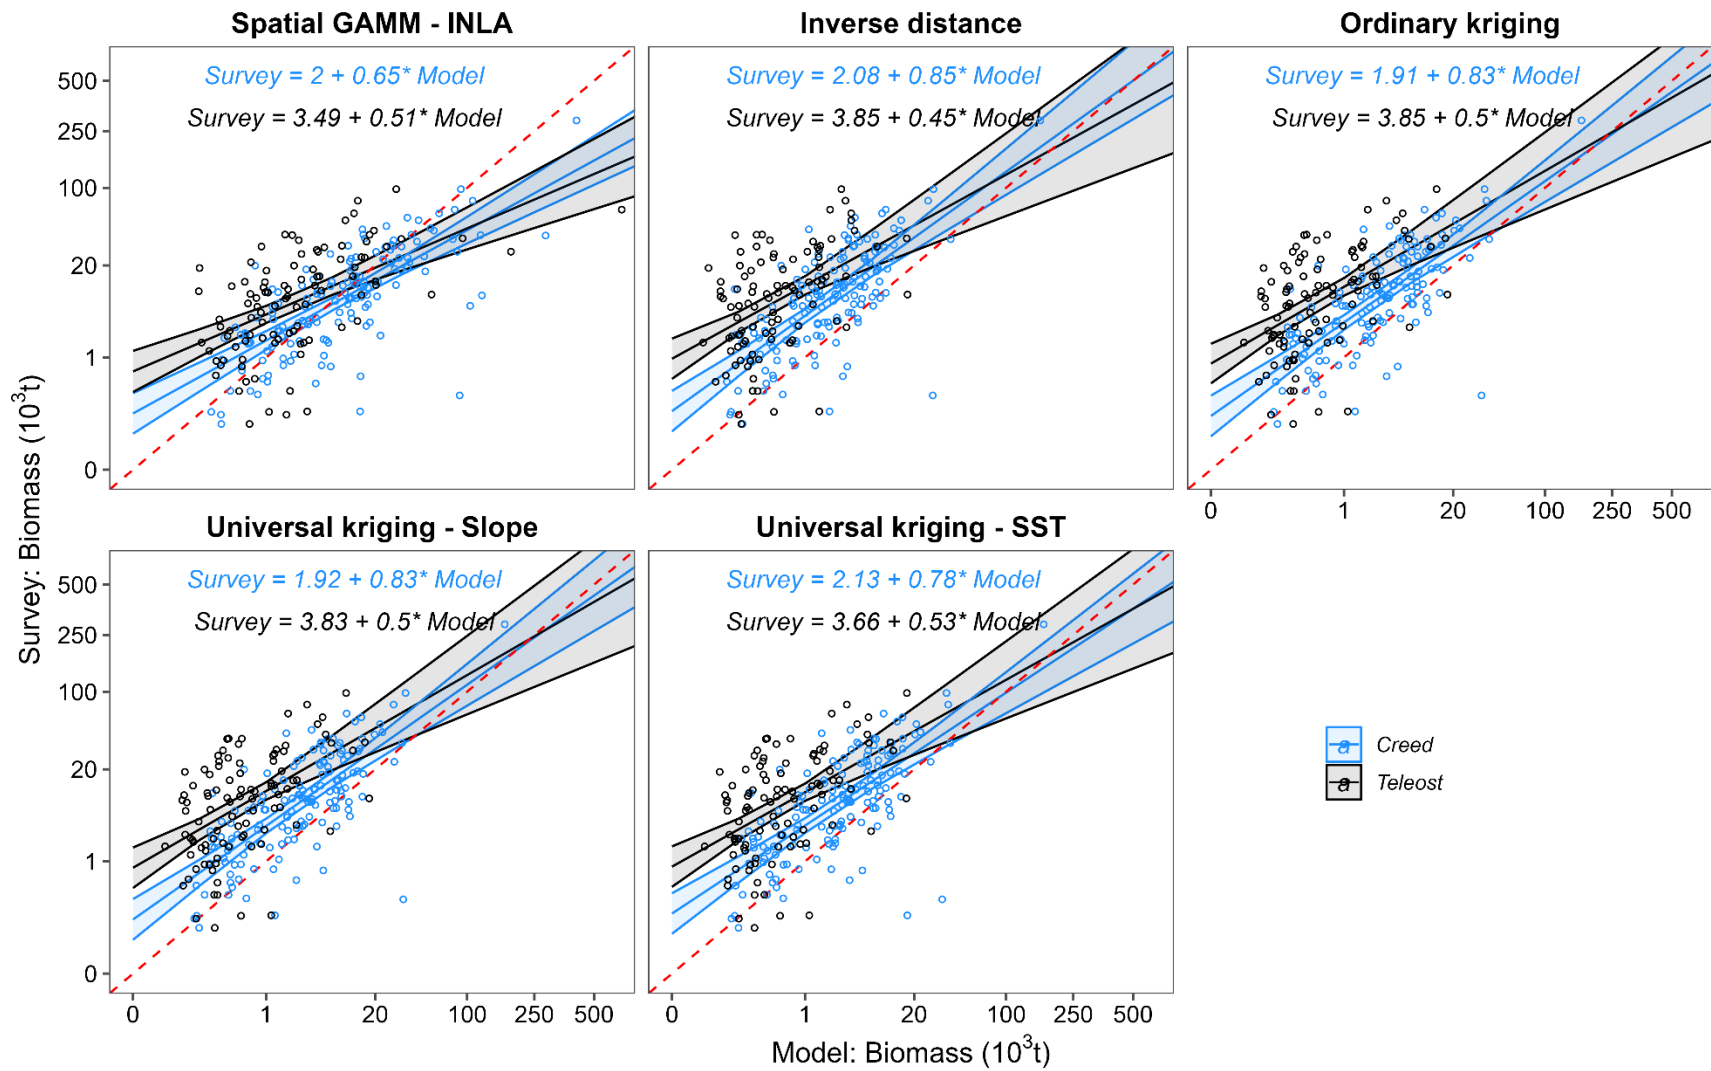 Spatial GAMM - INLA
Inverse distance
Ordinary kriging
Survey = 2 + 0.65* Model
Survey = 3.49 + 0.51* Model
Survey = 2.08 + 0.85* Model
Survey = 3.85 + 0.45* Model
Survey = 1.91 + 0.83* Model
Survey = 3.85 + 0.5* Model
500
250
100
20
1
0
0 1 20 100 250 500
Universal kriging - Slope
Universal kriging - SST
Survey = 1.92 + 0.83* Model
Survey = 3.83 + 0.5* Model
Survey = 2.13 + 0.78* Model
Survey = 3.66 + 0.53* Model
500
250
100
20
1
0
0 1 20 100 250 500
0 1 20 100 250 500
Survey: Biomass (10³t)
Model: Biomass (10³t)
a Creed
a Teleost